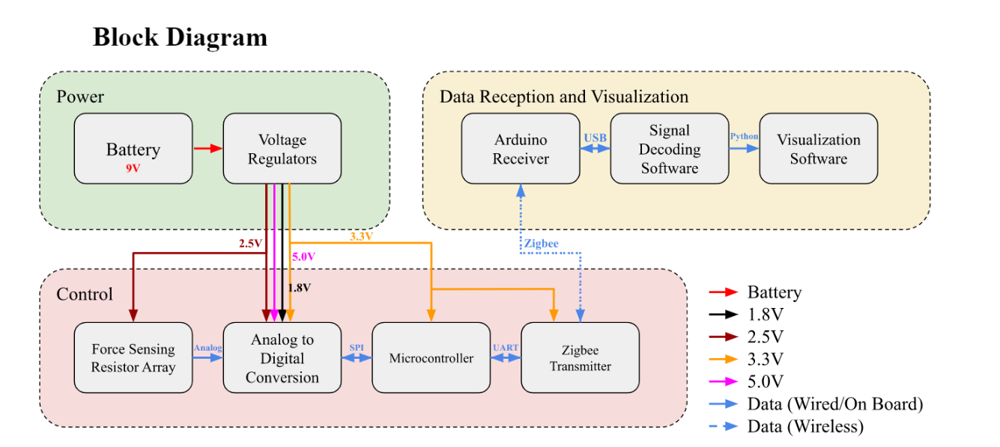 Block Diagram
Power
Battery
9V
Voltage
Regulators
Data Reception and Visualization
Arduino
Receiver
USB
Signal
Decoding
Software
Python
Visualization
Software
2.5V
3.3V
5.0V
1.8V
Zigbee
Control
Force Sensing
Resistor Array
Analog
Analog to
Digital
Conversion
SPI
Microcontroller
UART
Zigbee
Transmitter
Battery
1.8V
2.5V
3.3V
5.0V
Data (Wired/On Board)
Data (Wireless)